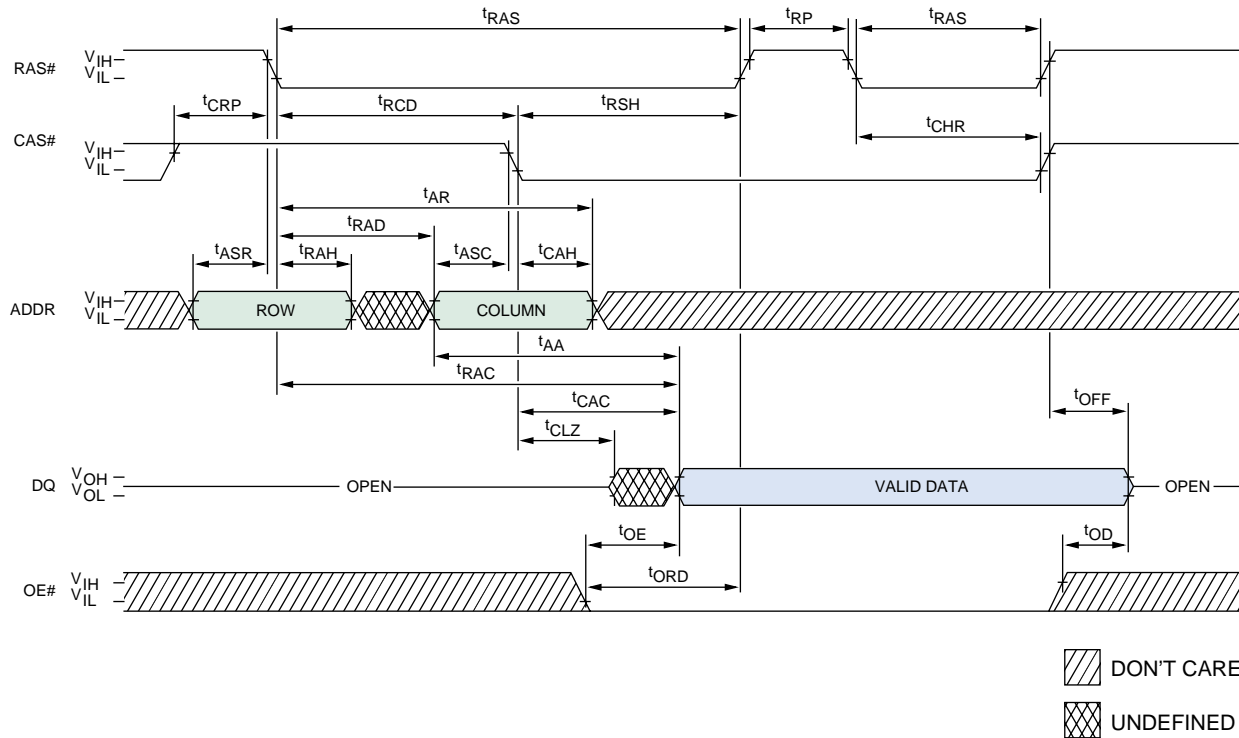 tRAS tRP tRAS
RAS# VIH
VIL
tCRP tRCD tRSH
tCHR
CAS# VIH
VIL
tAR
tRAD
tASR tRAH tASC tCAH
ADDR VIH
VIL
ROW COLUMN
tAA
tRAC
tCAC tOFF
tCLZ
DQ VOH
VOL
OPEN VALID DATA OPEN
tOE tOD
tORD
OE# VIH
VIL
DON'T CARE
UNDEFINED